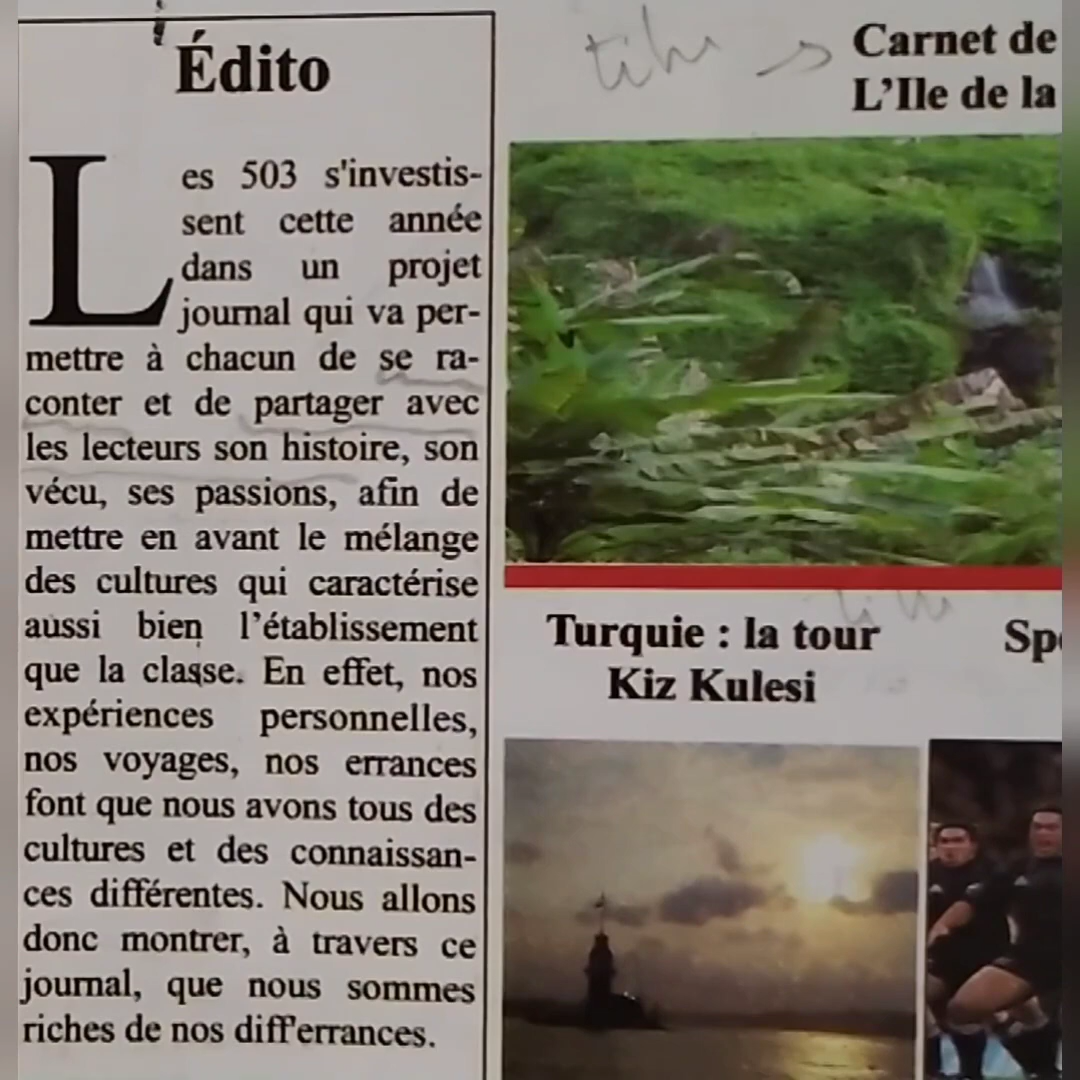 Édito
Les 503 s'investis-
sent cette année
dans un projet
journal qui va per-
mettre à chacun de se ra-
conter et de partager avec
les lecteurs son histoire, son
vécu, ses passions, afin de
mettre en avant le mélange
des cultures qui caractérise
aussi bien l'établissement
que la classe. En effet, nos
expériences personnelles,
nos voyages, nos errances
font que nous avons tous des
cultures et des connaissan-
ces différentes. Nous allons
donc montrer, à travers ce
journal, que nous sommes
riches de nos differrances.
Carnet de
L'Ile de la
Turquie : la tour
Kiz Kulesi